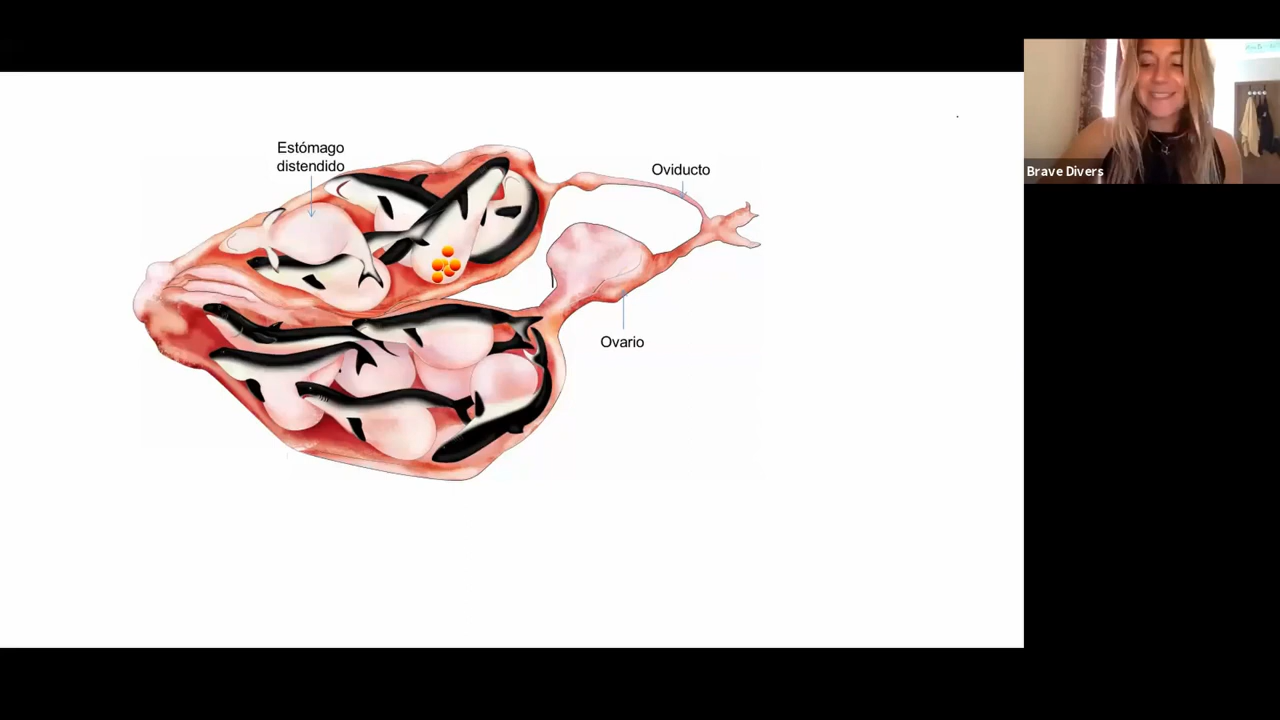 Estómago
distendido
Oviducto
Ovario
Brave Divers